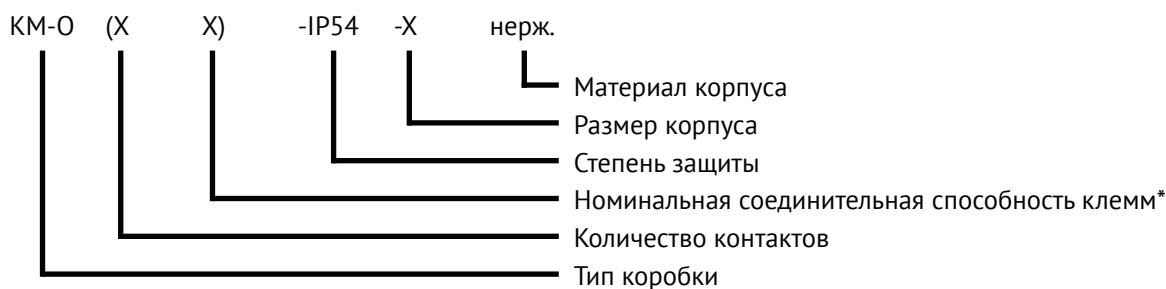 КМ-О (Х Х) -IP54 -Х нерж.
Материал корпуса
Размер корпуса
Степень защиты
Номинальная соединительная способность клемм*
Количество контактов
Тип коробки